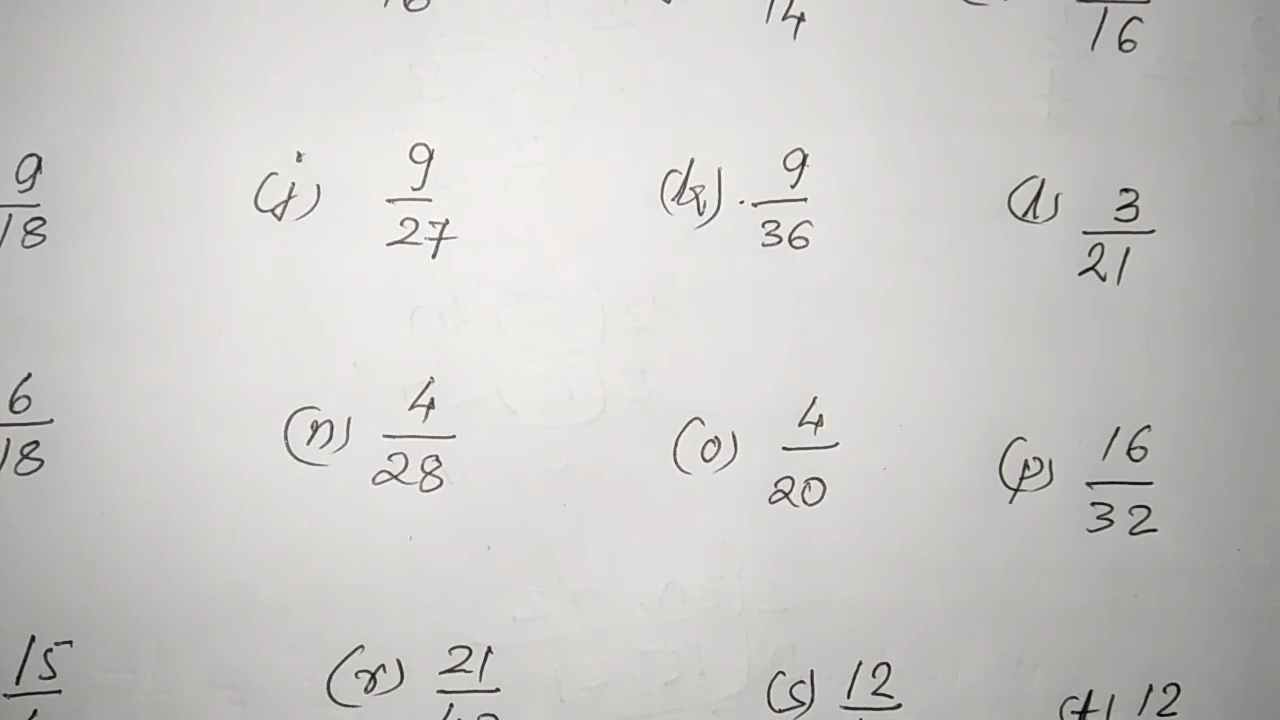 14 16
9/18 (j) 9/27 (k) . 9/36 (l) 3/21
6/18 (n) 4/28 (o) 4/20 (p) 16/32
15 (r) 21 (s) 12 12